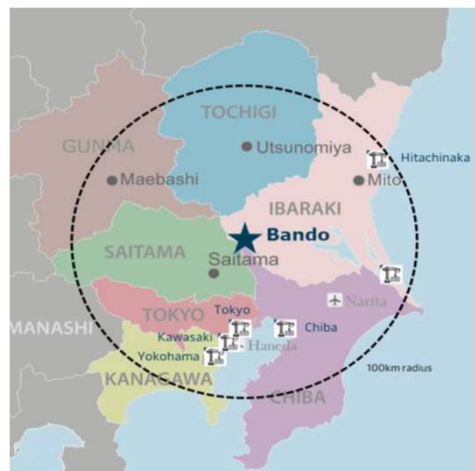 TOCHIGI
GUNMA
Utsunomiya
Hitachinaka
Maebashi
Mito
IBARAKI
Bando
SAITAMA
Saitama
Narita
TOKYO
Tokyo
MANASHI
Kawasaki
Chiba
Haneda
Yokohama
100km radius
KANAGAWA
CHIBA